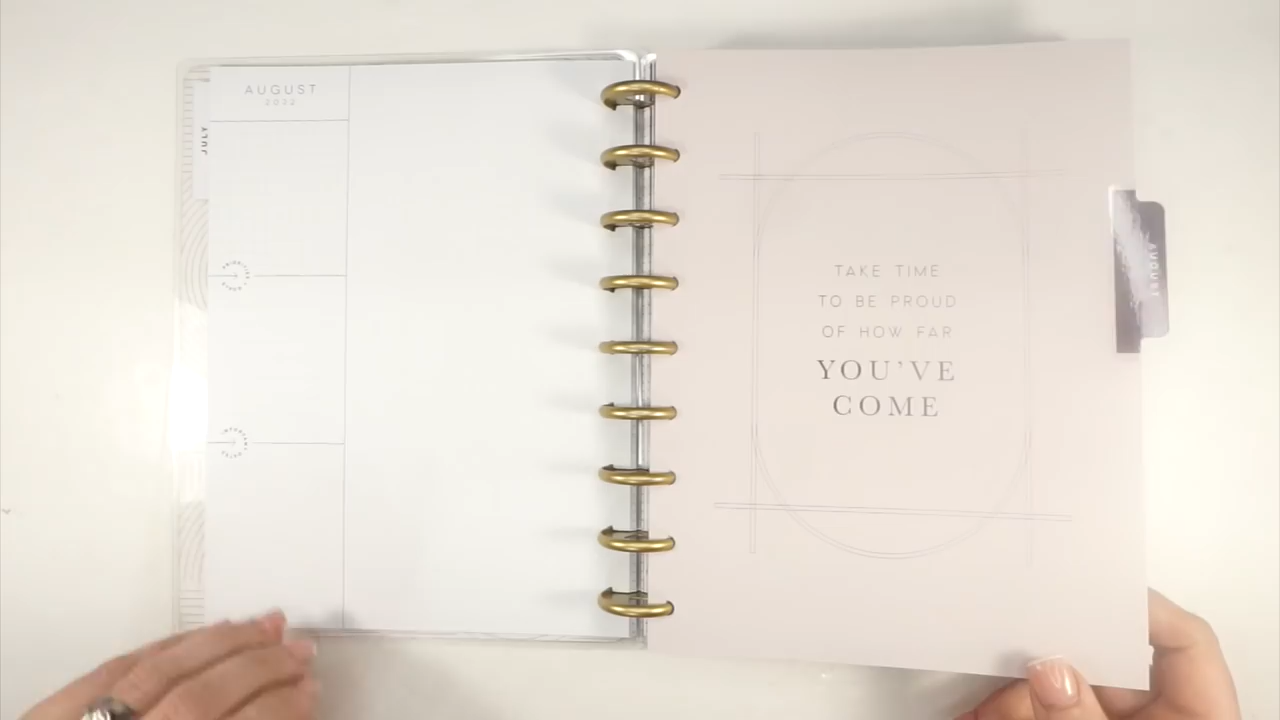 AUGUST
2022
JULY
TAKE TIME
TO BE PROUD
OF HOW FAR
YOU'VE
COME
AUGUST